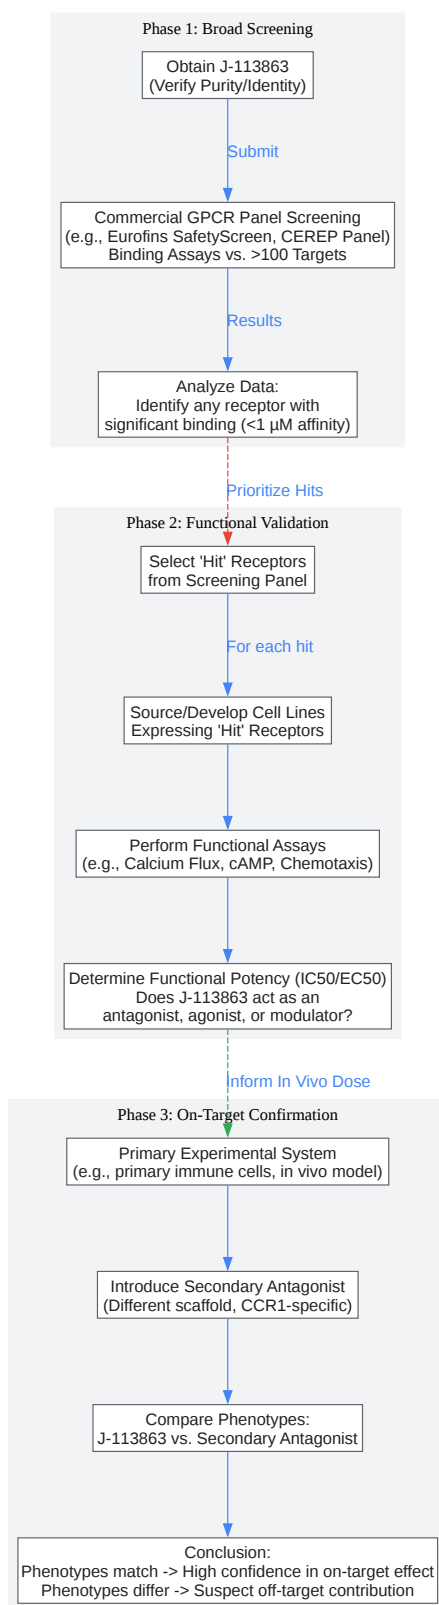 Phase 1: Broad Screening
Obtain J-113863
(Verify Purity/Identity)
Submit
Commercial GPCR Panel Screening
(e.g., Eurofins SafetyScreen, CEREP Panel)
Binding Assays vs. >100 Targets
Results
Analyze Data:
Identify any receptor with
significant binding (<1 µM affinity)
Prioritize Hits
Phase 2: Functional Validation
Select 'Hit' Receptors
from Screening Panel
For each hit
Source/Develop Cell Lines
Expressing 'Hit' Receptors
Perform Functional Assays
(e.g., Calcium Flux, cAMP, Chemotaxis)
Determine Functional Potency (IC50/EC50)
Does J-113863 act as an
antagonist, agonist, or modulator?
Inform In Vivo Dose
Phase 3: On-Target Confirmation
Primary Experimental System
(e.g., primary immune cells, in vivo model)
Introduce Secondary Antagonist
(Different scaffold, CCR1-specific)
Compare Phenotypes:
J-113863 vs. Secondary Antagonist
Conclusion:
Phenotypes match -> High confidence in on-target effect
Phenotypes differ -> Suspect off-target contribution